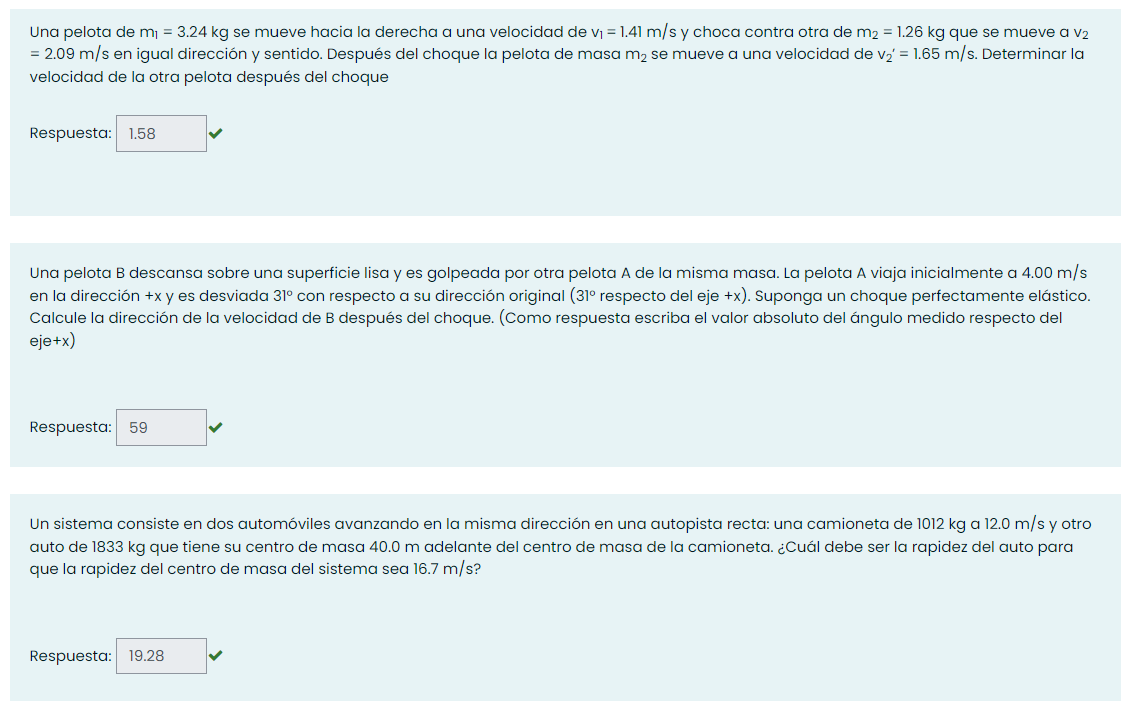 Una pelota de m₁ = 3.24 kg se mueve hacia la derecha a una velocidad de v₁ = 1.41 m/s y choca contra otra de m₂ = 1.26 kg que se mueve a v₂
= 2.09 m/s en igual dirección y sentido. Después del choque la pelota de masa m₂ se mueve a una velocidad de v₂' = 1.65 m/s. Determinar la
velocidad de la otra pelota después del choque
Respuesta: 1.58
Una pelota B descansa sobre una superficie lisa y es golpeada por otra pelota A de la misma masa. La pelota A viaja inicialmente a 4.00 m/s
en la dirección +x y es desviada 31° con respecto a su dirección original (31° respecto del eje +x). Suponga un choque perfectamente elástico.
Calcule la dirección de la velocidad de B después del choque. (Como respuesta escriba el valor absoluto del ángulo medido respecto del
eje+x)
Respuesta: 59
Un sistema consiste en dos automóviles avanzando en la misma dirección en una autopista recta: una camioneta de 1012 kg a 12.0 m/s y otro
auto de 1833 kg que tiene su centro de masa 40.0 m adelante del centro de masa de la camioneta. ¿Cuál debe ser la rapidez del auto para
que la rapidez del centro de masa del sistema sea 16.7 m/s?
Respuesta: 19.28